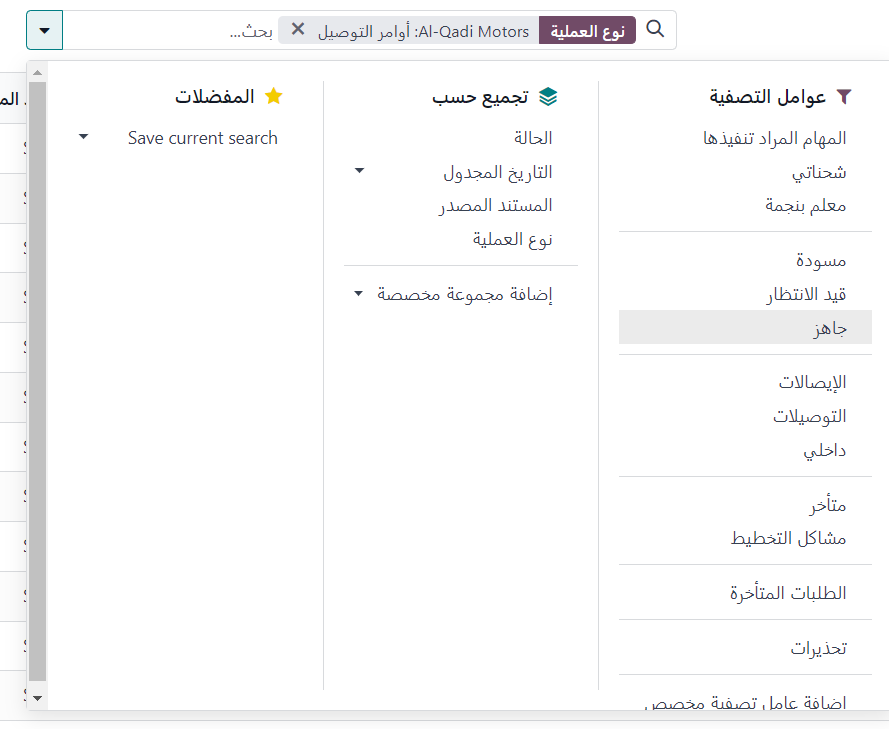 نوع العملية
Al-Qadi Motors: أوامر التوصيل
بحث...
عوامل التصفية
المهام المراد تنفيذها
شحناتي
معلم بنجمة
مسودة
قيد الانتظار
جاهز
الإيصالات
التوصيلات
داخلي
متأخر
مشاكل التخطيط
الطلبات المتأخرة
تحذيرات
إضافة عامل تصفية مخصص
تجميع حسب
الحالة
التاريخ المجدول
المستند المصدر
نوع العملية
إضافة مجموعة مخصصة
المفضلات
Save current search